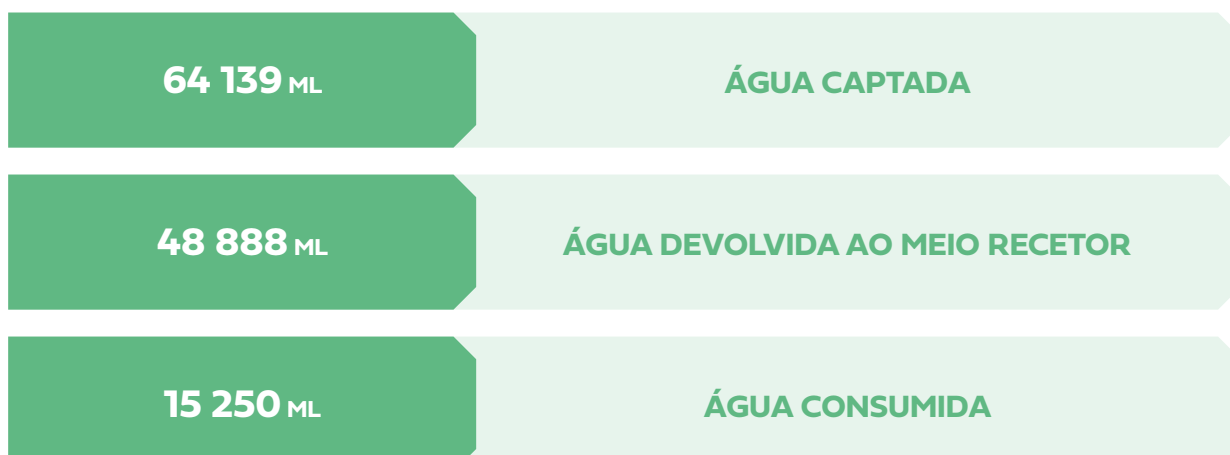 64 139 ML
ÁGUA CAPTADA
48 888 ML
ÁGUA DEVOLVIDA AO MEIO RECETOR
15 250 ML
ÁGUA CONSUMIDA